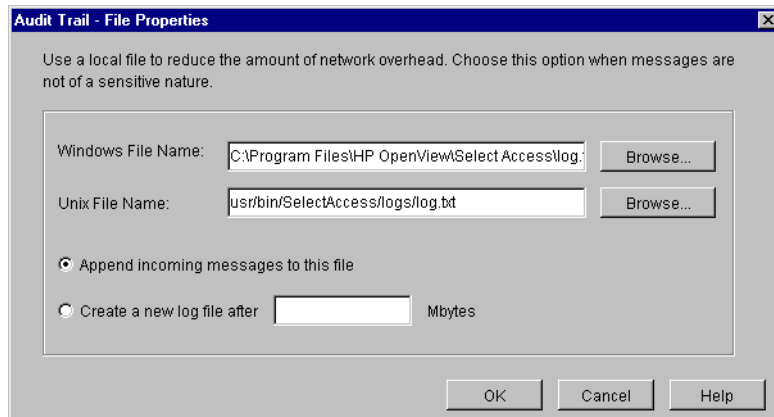 Audit Trail - File Properties
Use a local file to reduce the amount of network overhead. Choose this option when messages are
not of a sensitive nature.
Windows File Name: C:\Program Files\HP OpenView\Select Access\log. Browse...
Unix File Name: usr/bin/SelectAccess/logs/log.txt Browse...
Append incoming messages to this file
Create a new log file after Mbytes
OK Cancel Help